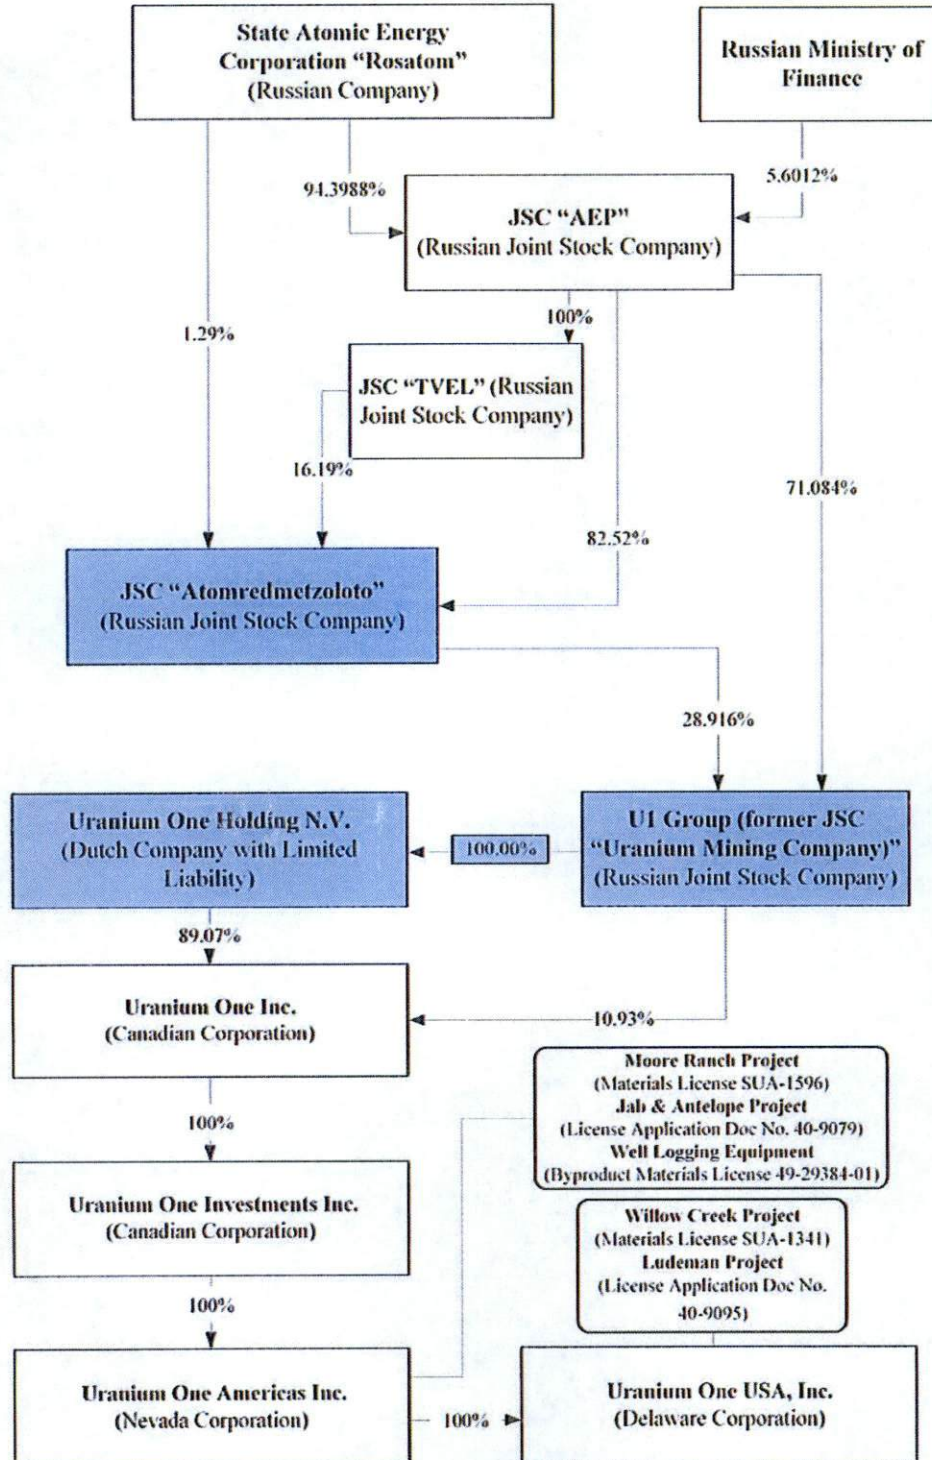 State Atomic Energy
Corporation “Rosatom”
(Russian Company)
Russian Ministry of
Finance
94.3988%
5.6012%
JSC “AEP”
(Russian Joint Stock Company)
1.29%
100%
JSC “TVEL” (Russian
Joint Stock Company)
16.19%
71.084%
82.52%
JSC “Atomredmetzoloto”
(Russian Joint Stock Company)
28.916%
Uranium One Holding N.V.
(Dutch Company with Limited
Liability)
100.00%
U1 Group (former JSC
“Uranium Mining Company)”
(Russian Joint Stock Company)
89.07%
Uranium One Inc.
(Canadian Corporation)
10.93%
Moore Ranch Project
(Materials License SUA-1596)
Jab & Antelope Project
(License Application Doc No. 40-9079)
Well Logging Equipment
(Byproduct Materials License 49-29384-01)
100%
Uranium One Investments Inc.
(Canadian Corporation)
Willow Creek Project
(Materials License SUA-1341)
Ludeman Project
(License Application Doc No.
40-9095)
100%
Uranium One Americas Inc.
(Nevada Corporation)
100%
Uranium One USA, Inc.
(Delaware Corporation)